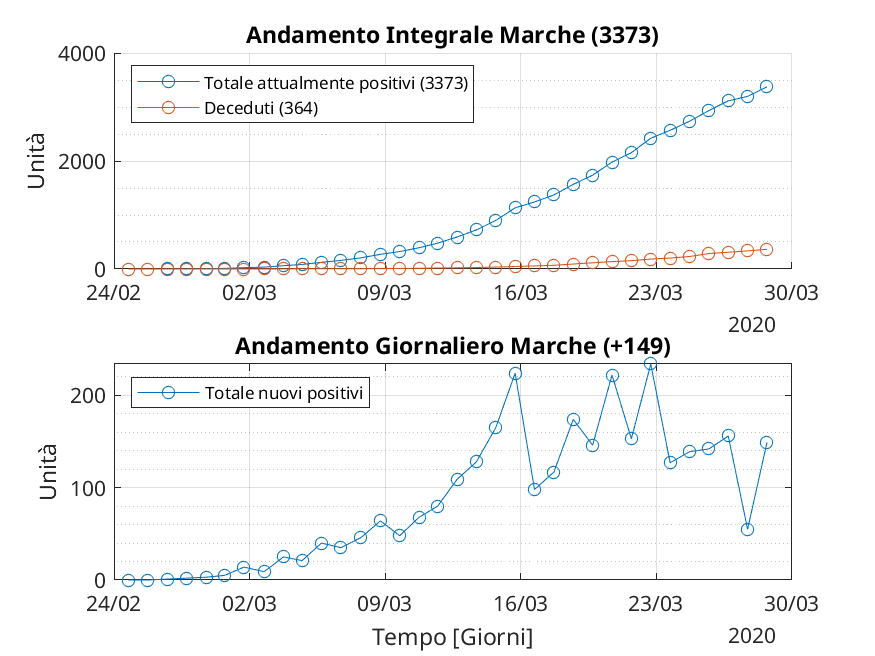 Andamento Integrale Marche (3373)
4000
2000
0
Unità
Totale attualmente positivi (3373)
Deceduti (364)
24/02 02/03 09/03 16/03 23/03 30/03
2020
Andamento Giornaliero Marche (+149)
200
100
0
Unità
Totale nuovi positivi
24/02 02/03 09/03 16/03 23/03 30/03
Tempo [Giorni]
2020